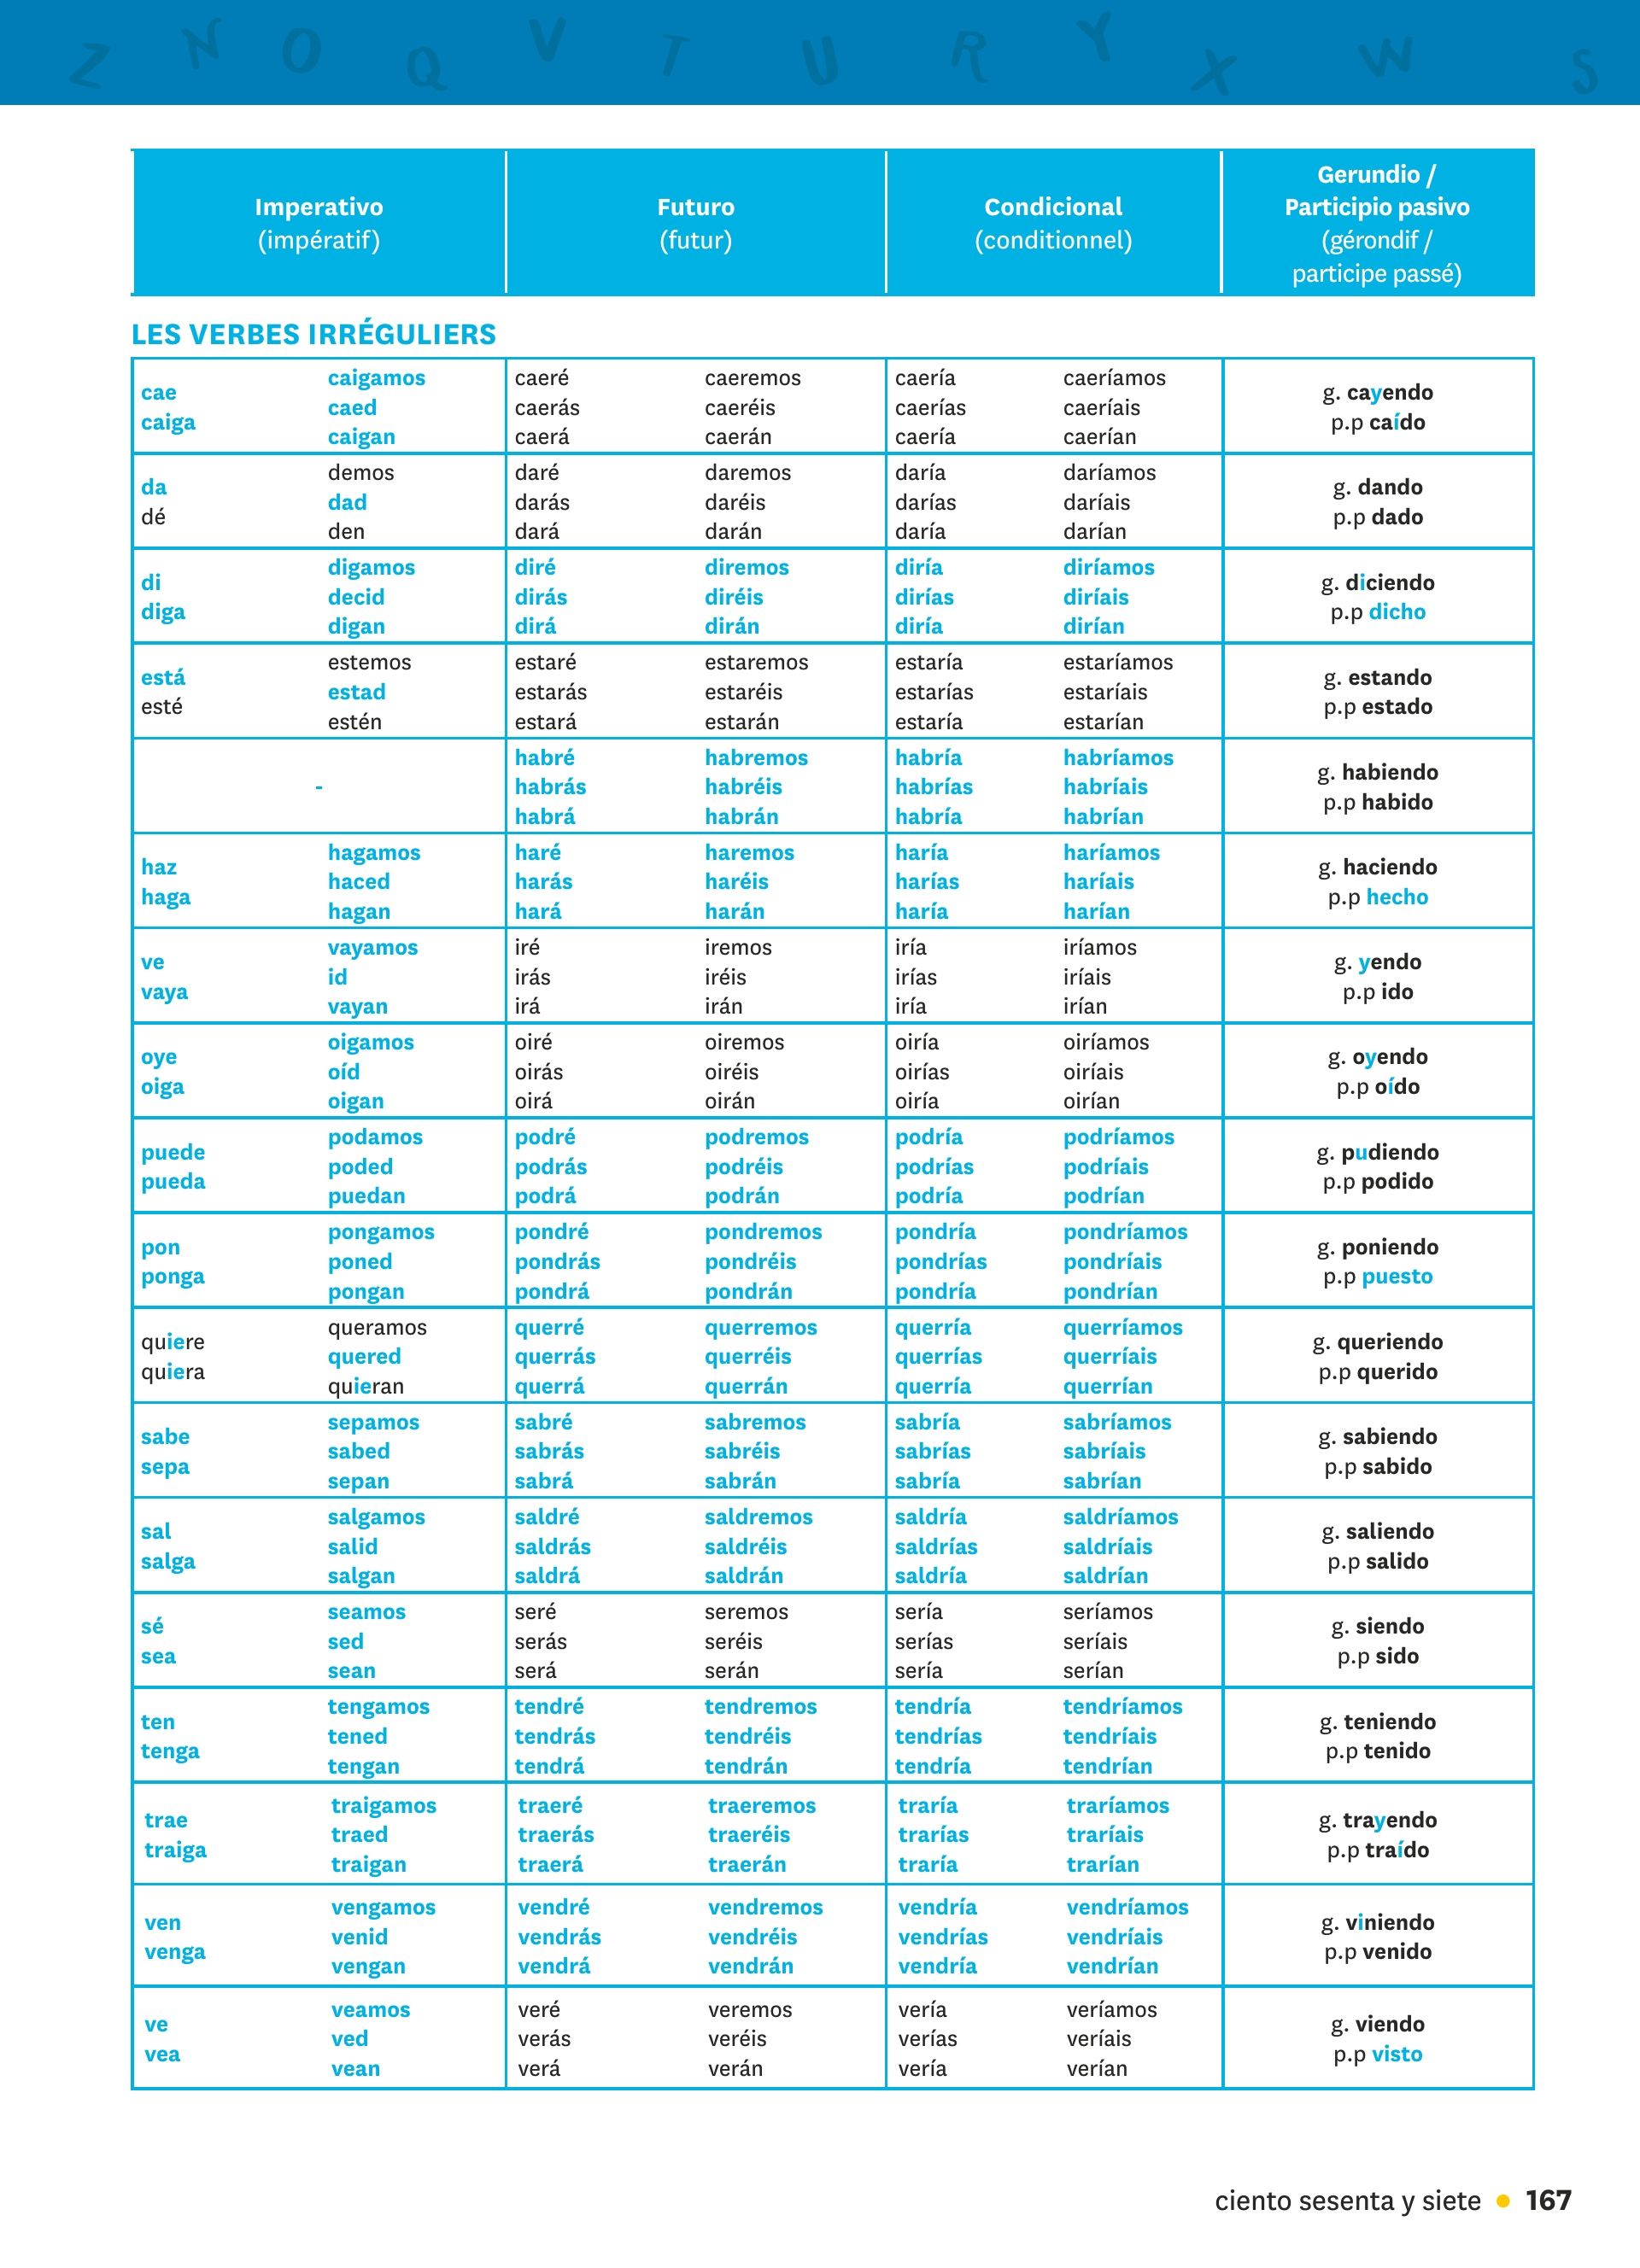 Z N O Q V T U R Y X W S
Imperativo
(impératif)
Futuro
(futur)
Condicional
(conditionnel)
Gerundio /
Participio pasivo
(gérondif /
participe passé)
LES VERBES IRRÉGULIERS
cae
caiga
caigamos
caed
caigan
caeré
caerás
caerá
caeremos
caeréis
caerán
caería
caerías
caería
caeríamos
caeríais
caerían
g. cayendo
p.p caído
da
dé
demos
dad
den
daré
darás
dará
daremos
daréis
darán
daría
darías
daría
daríamos
daríais
darían
g. dando
p.p dado
di
diga
digamos
decid
digan
diré
dirás
dirá
diremos
diréis
dirán
diría
dirías
diría
diríamos
diríais
dirían
g. diciendo
p.p dicho
está
esté
estemos
estad
estén
estaré
estarás
estará
estaremos
estaréis
estarán
estaría
estarías
estaría
estaríamos
estaríais
estarían
g. estando
p.p estado
-
habré
habrás
habrá
habremos
habréis
habrán
habría
habrías
habría
habríamos
habríais
habrían
g. habiendo
p.p habido
haz
haga
hagamos
haced
hagan
haré
harás
hará
haremos
haréis
harán
haría
harías
haría
haríamos
haríais
harían
g. haciendo
p.p hecho
ve
vaya
vayamos
id
vayan
iré
irás
irá
iremos
iréis
irán
iría
irías
iría
iríamos
iríais
irían
g. yendo
p.p ido
oye
oiga
oigamos
oíd
oigan
oiré
oirás
oirá
oiremos
oiréis
oirán
oiría
oirías
oiría
oiríamos
oiríais
oirían
g. oyendo
p.p oído
puede
pueda
podamos
poded
puedan
podré
podrás
podrá
podremos
podréis
podrán
podría
podrías
podría
podríamos
podríais
podrían
g. pudiendo
p.p podido
pon
ponga
pongamos
poned
pongan
pondré
pondrás
pondrá
pondremos
pondréis
pondrán
pondría
pondrías
pondría
pondríamos
pondríais
pondrían
g. poniendo
p.p puesto
quiere
quiera
queramos
quered
quieran
querré
querrás
querrá
querremos
querréis
querrán
querría
querrías
querría
querríamos
querríais
querrían
g. queriendo
p.p querido
sabe
sepa
sepamos
sabed
sepan
sabré
sabrás
sabrá
sabremos
sabréis
sabrán
sabría
sabrías
sabría
sabríamos
sabríais
sabrían
g. sabiendo
p.p sabido
sal
salga
salgamos
salid
salgan
saldré
saldrás
saldrá
saldremos
saldréis
saldrán
saldría
saldrías
saldría
saldríamos
saldríais
saldrían
g. saliendo
p.p salido
sé
sea
seamos
sed
sean
seré
serás
será
seremos
seréis
serán
sería
serías
sería
seríamos
seríais
serían
g. siendo
p.p sido
ten
tenga
tengamos
tened
tengan
tendré
tendrás
tendrá
tendremos
tendréis
tendrán
tendría
tendrías
tendría
tendríamos
tendríais
tendrían
g. teniendo
p.p tenido
trae
traiga
traigamos
traed
traigan
traeré
traerás
traerá
traeremos
traeréis
traerán
traría
trarías
traría
traríamos
traríais
trarían
g. trayendo
p.p traído
ven
venga
vengamos
venid
vengan
vendré
vendrás
vendrá
vendremos
vendréis
vendrán
vendría
vendrías
vendría
vendríamos
vendríais
vendrían
g. viniendo
p.p venido
ve
vea
veamos
ved
vean
veré
verás
verá
veremos
veréis
verán
vería
verías
vería
veríamos
veríais
verían
g. viendo
p.p visto
ciento sesenta y siete • 167